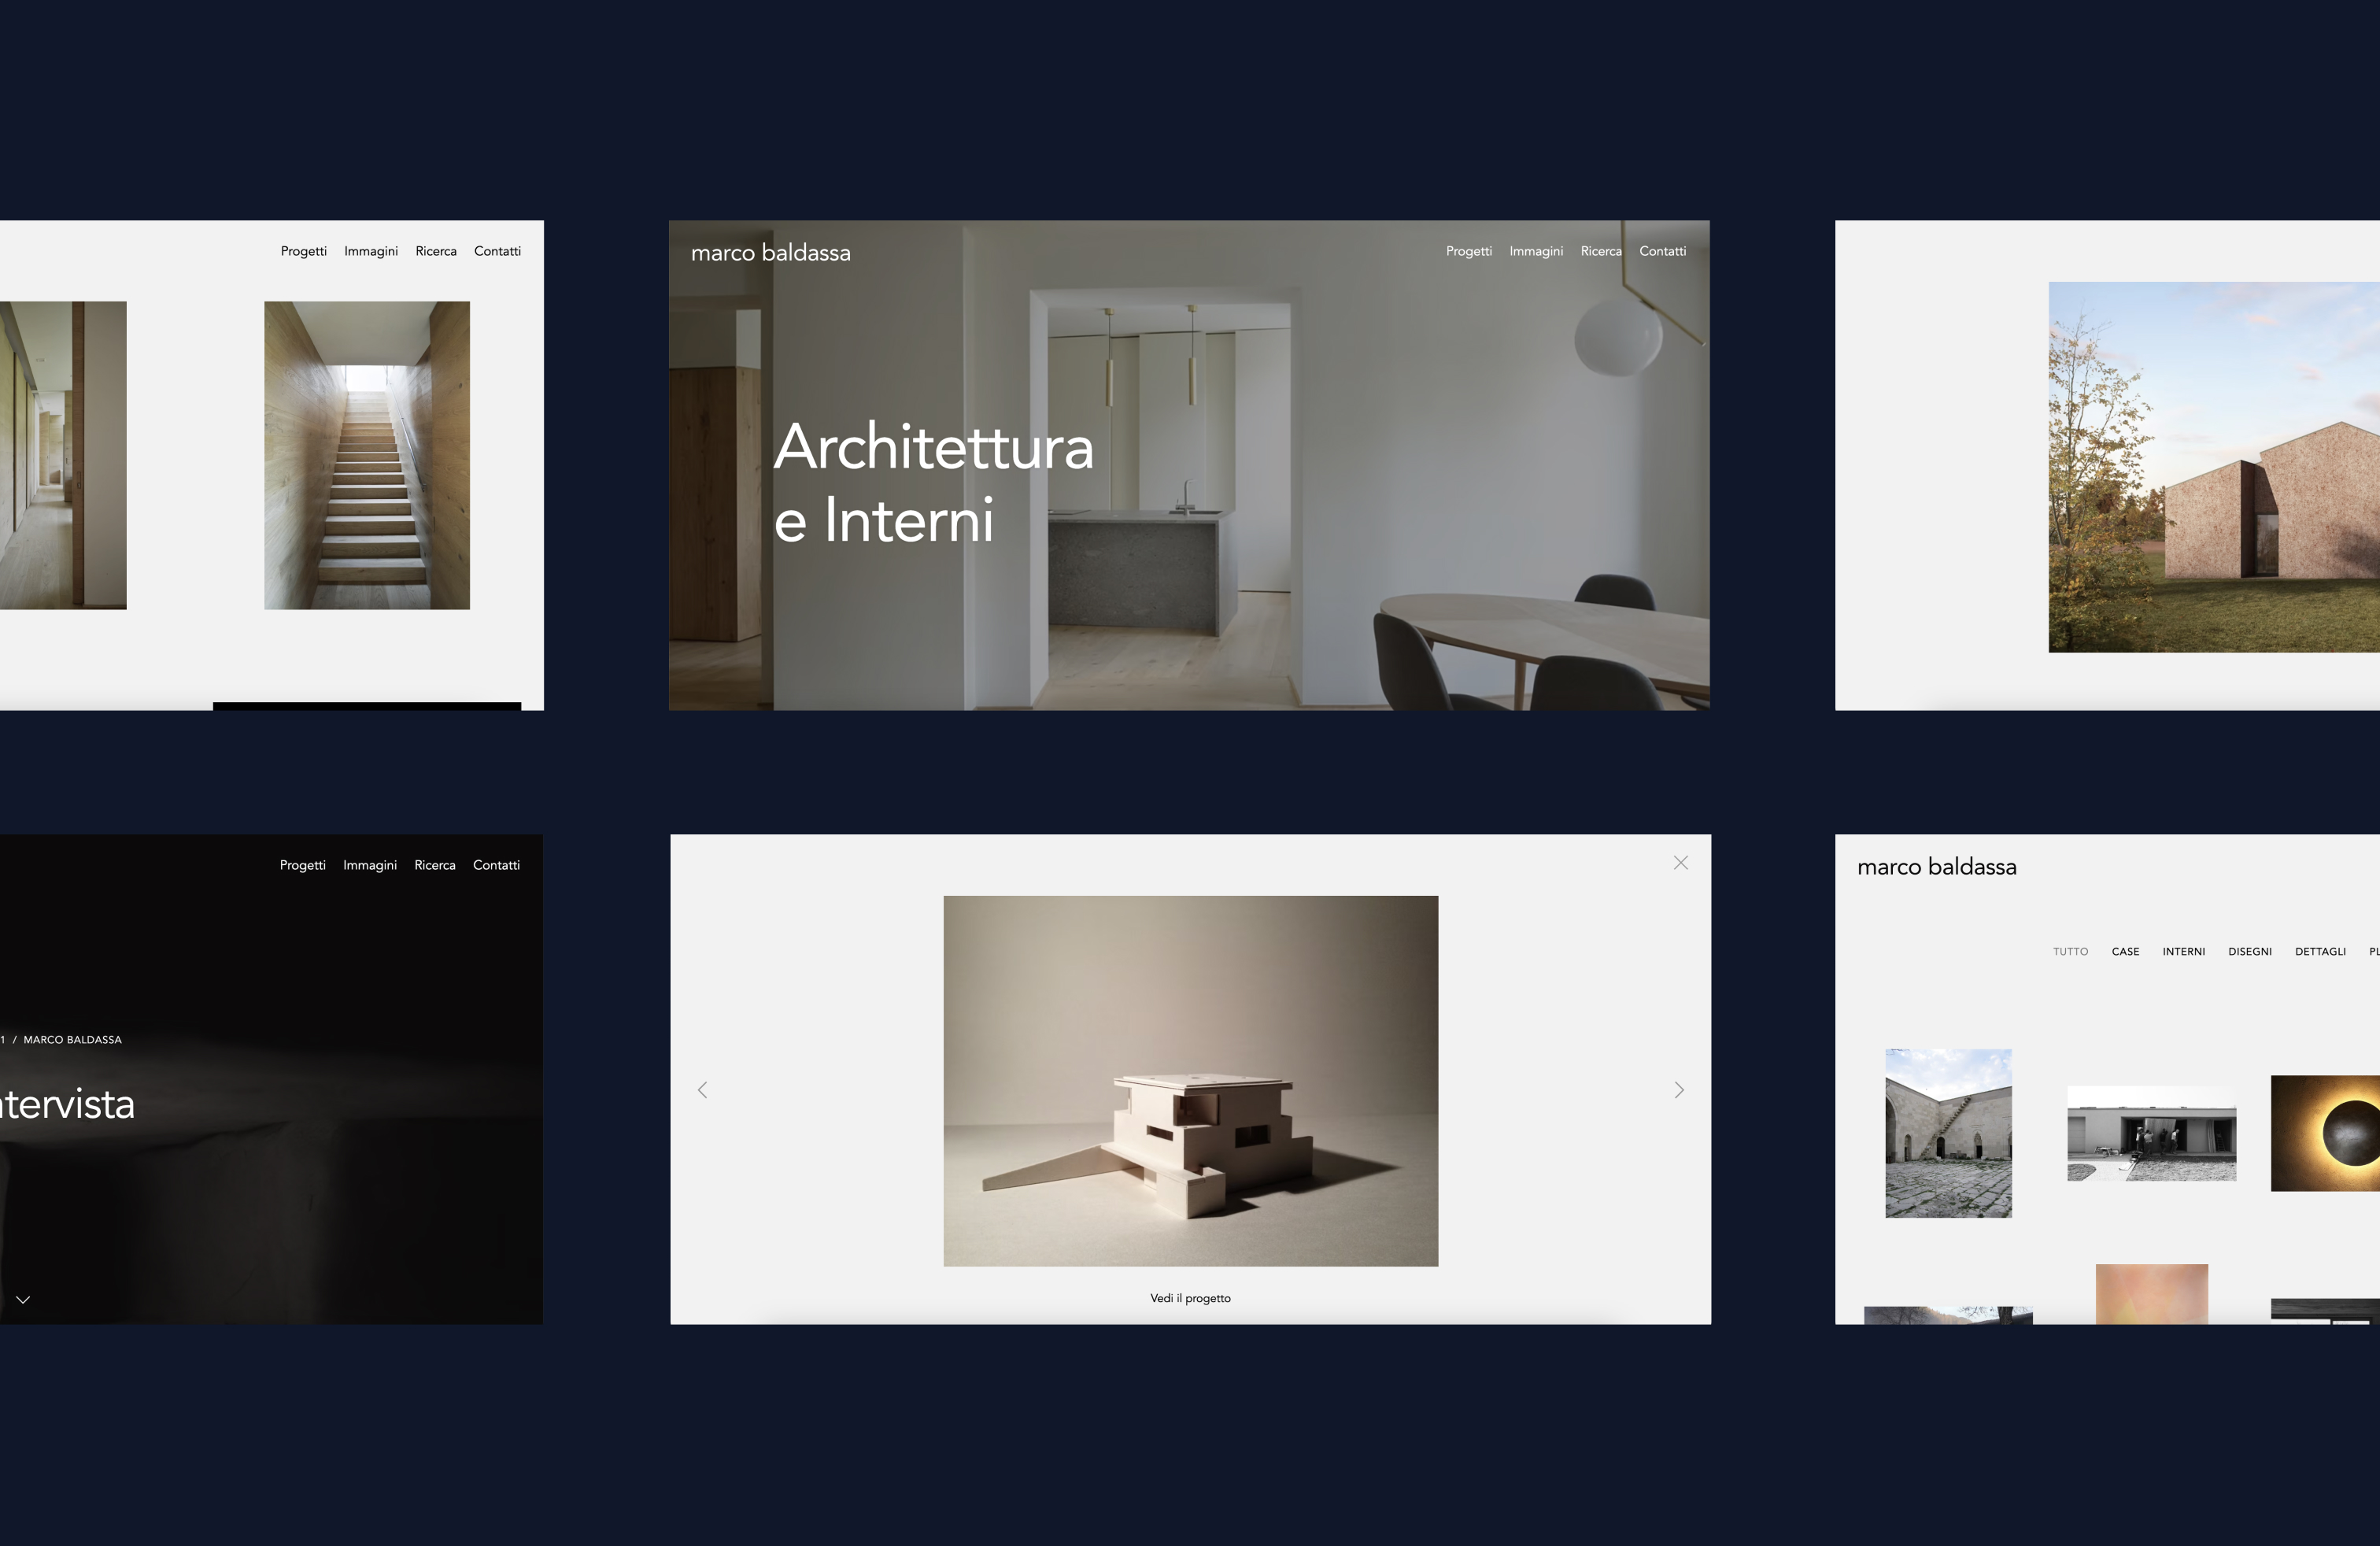 Progetti Immagini Ricerca Contatti
marco baldassa
Progetti Immagini Ricerca Contatti
Architettura
e Interni
Progetti Immagini Ricerca Contatti
1 / MARCO BALDASSA
ntervista
Vedi il progetto
marco baldassa
TUTTO CASE INTERNI DISEGNI DETTAGLI PL